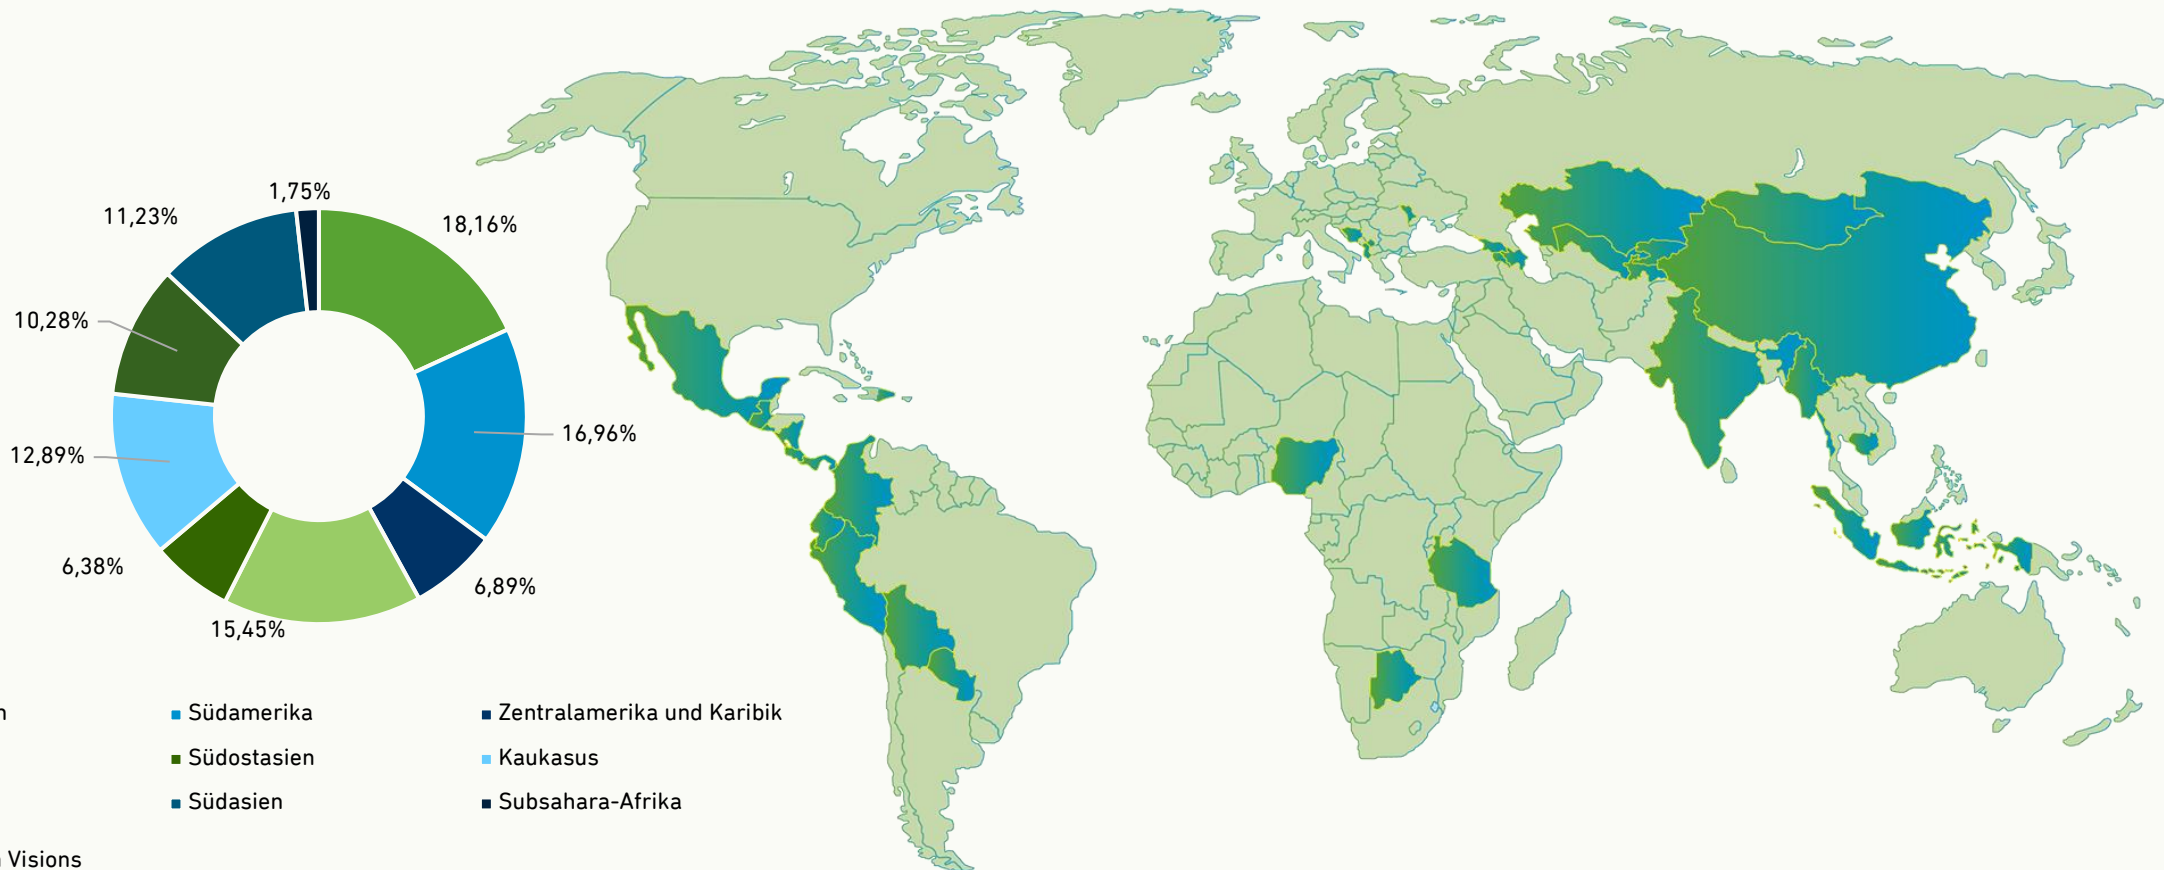 1,75%
11,23%
18,16%
10,28%
16,96%
12,89%
6,38%
6,89%
15,45%
n Südamerika Zentralamerika und Karibik
Südostasien Kaukasus
Südasien Subsahara-Afrika
Visions